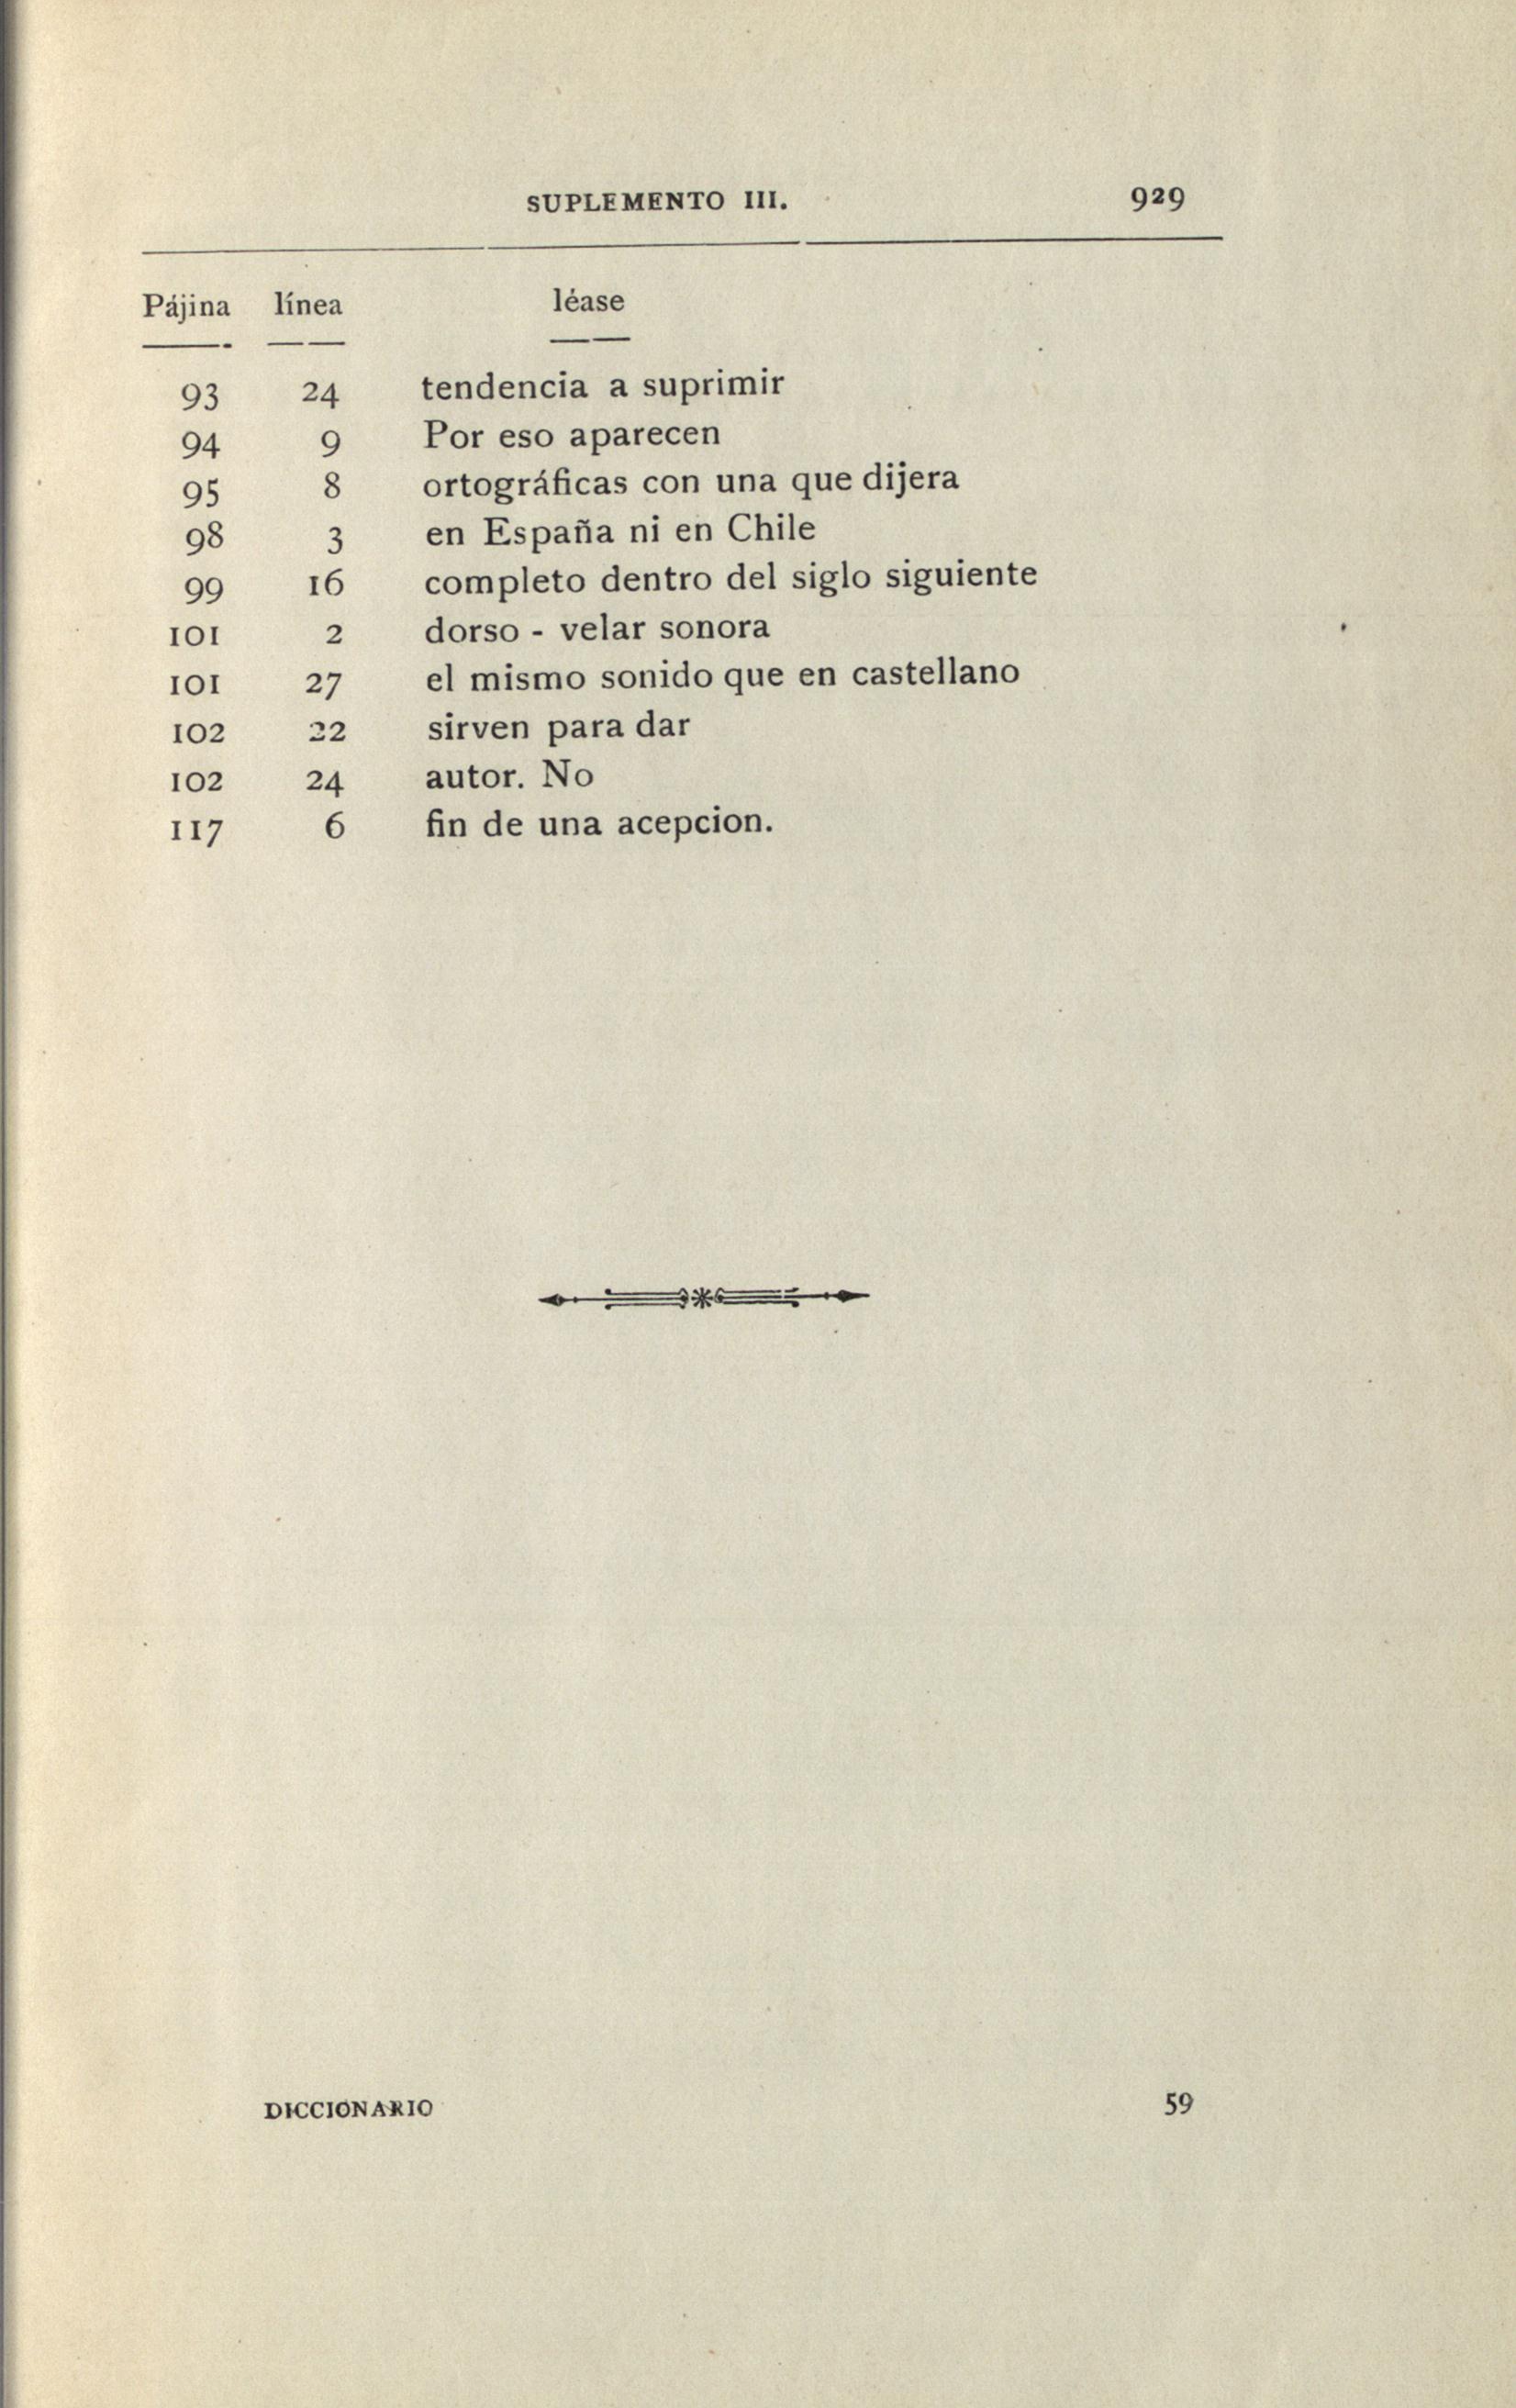 SUPLEMENTO III. 929
Pájina línea léase
93 24 tendencia a suprimir
94 9 Por eso aparecen
95 8 ortográficas con una que dijera
98 3 en España ni en Chile
99 16 completo dentro del siglo siguiente
101 2 dorso - velar sonora
101 27 el mismo sonido que en castellano
102 22 sirven para dar
102 24 autor. No
117 6 fin de una acepcion.
DICCIONARIO 59